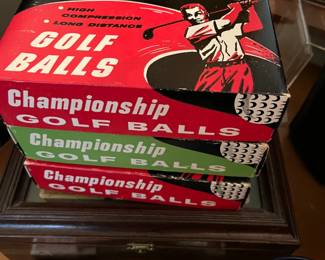 • HIGH
COMPRESSION
• LONG DISTANCE
GOLF
BALLS
Championship
GOLF BALLS
Championship
GOLF BALLS
Championship
GOLF BALLS